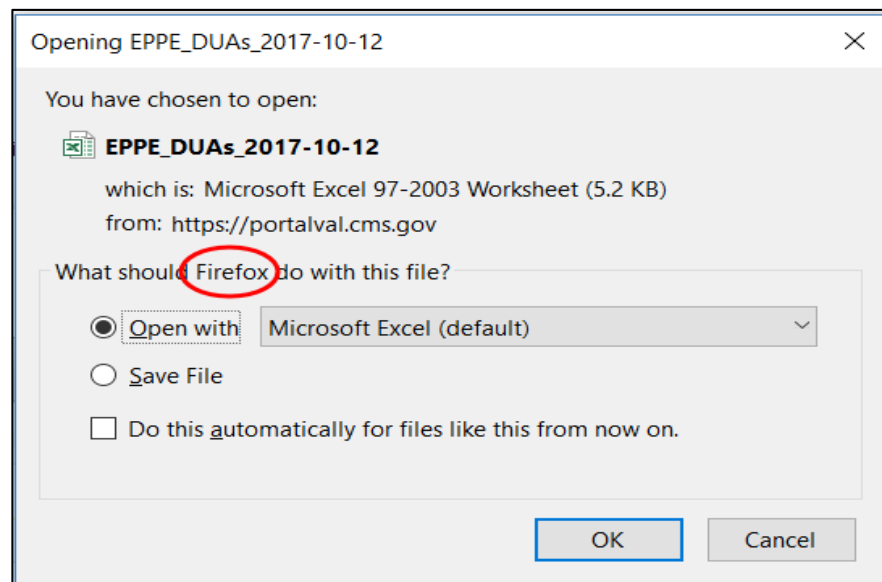 Opening EPPE_DUAs_2017-10-12
You have chosen to open:
EPPE_DUAs_2017-10-12
which is: Microsoft Excel 97-2003 Worksheet (5.2 KB)
from: https://portalval.cms.gov
What should Firefox do with this file?
Open with Microsoft Excel (default)
Save File
Do this automatically for files like this from now on.
OK Cancel